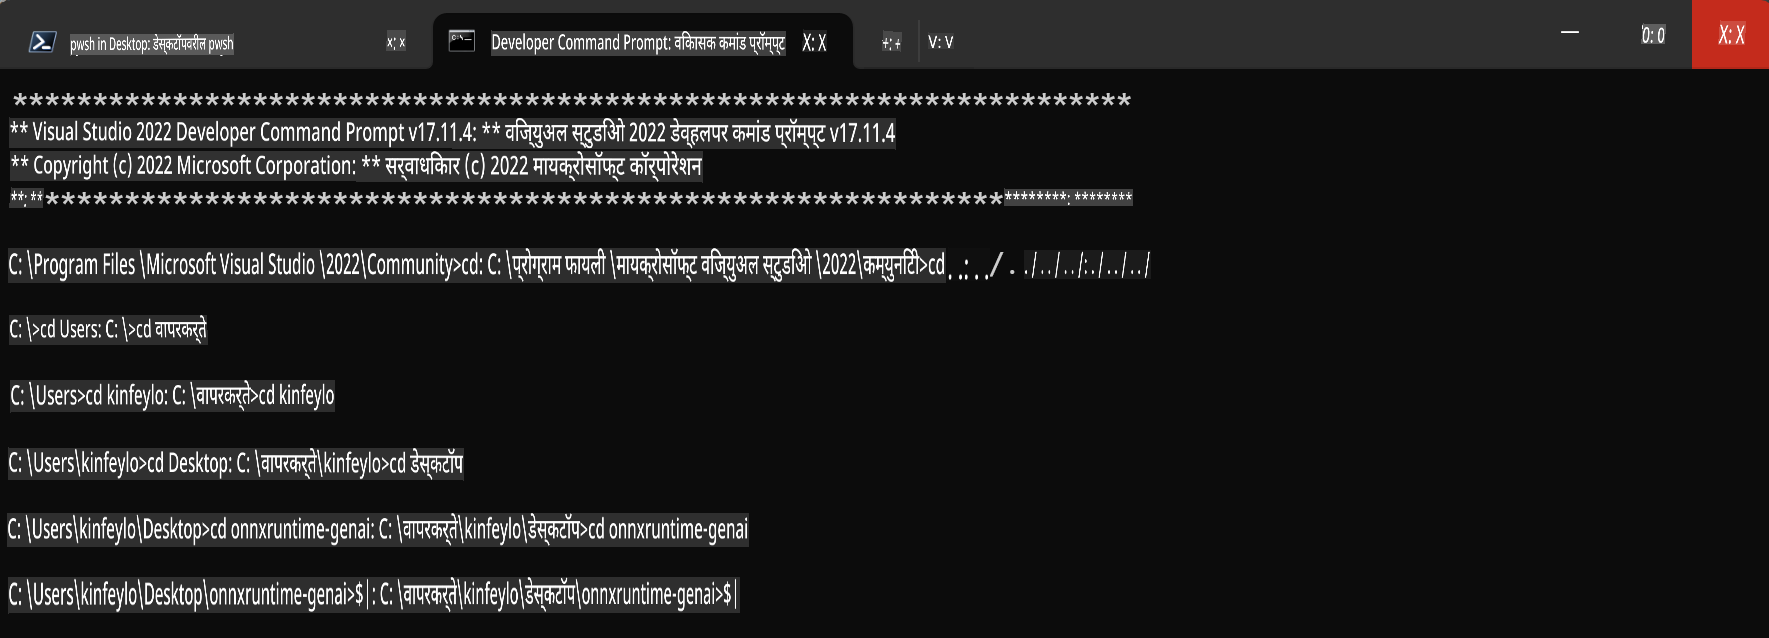 pwsh in Desktop: डेस्कटॉपवरील pwsh x; x Developer Command Prompt: विकासक कमांड प्रॉम्प्ट X: X +: + V: V 0: 0 X: X
**********************************************************************
** Visual Studio 2022 Developer Command Prompt v17.11.4: ** व्हिज्युअल स्टुडिओ 2022 डेव्हलपर कमांड प्रॉम्प्ट v17.11.4
** Copyright (c) 2022 Microsoft Corporation: ** सर्वाधिकार (c) 2022 मायक्रोसॉफ्ट कॉर्पोरेशन
**: ************************************************************************: ********
C: \Program Files \Microsoft Visual Studio \2022\Community>cd: C: \प्रोग्राम फायली \मायक्रोसॉफ्ट व्हिज्युअल स्टुडिओ \2022\कम्युनिटी>cd . ..: . ./ . ./../../:./../../
C: \>cd Users: C: \>cd वापरकर्ते
C: \Users>cd kinfeylo: C: \वापरकर्ते>cd kinfeylo
C: \Users\kinfeylo>cd Desktop: C: \वापरकर्ते\kinfeylo>cd डेस्कटॉप
C: \Users\kinfeylo\Desktop>cd onnxruntime-genai: C: \वापरकर्ते\kinfeylo\डेस्कटॉप>cd onnxruntime-genai
C: \Users\kinfeylo\Desktop\onnxruntime-genai>$|: C: \वापरकर्ते\kinfeylo\डेस्कटॉप\onnxruntime-genai>$|